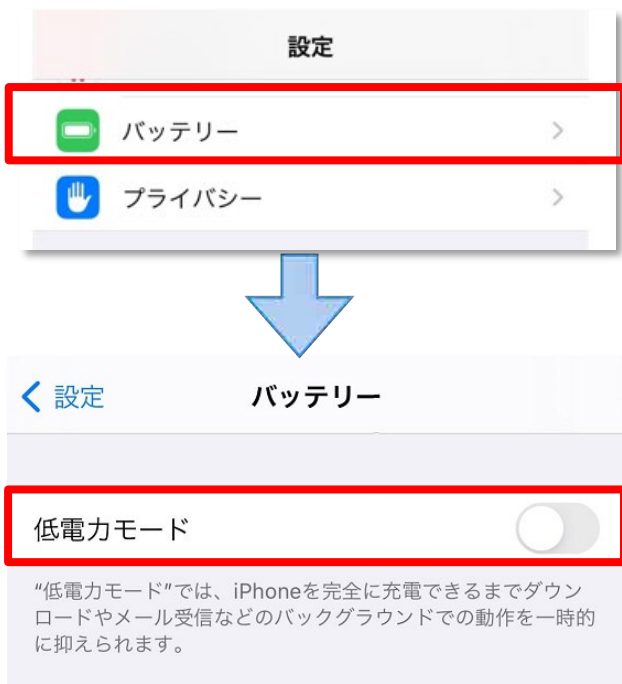 設定
バッテリー
プライバシー
設定
バッテリー
低電力モード
“低電力モード”では、iPhoneを完全に充電できるまでダウン
ロードやメール受信などのバックグラウンドでの動作を一時的
に抑えられます。